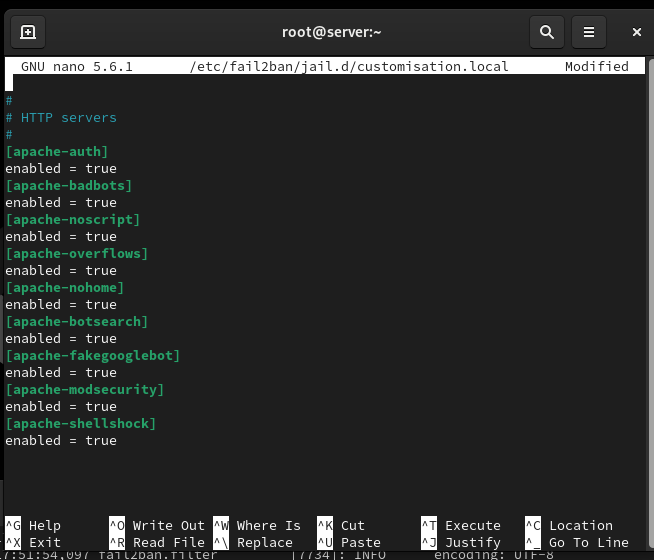 root@server:~
GNU nano 5.6.1 /etc/fail2ban/jail.d/customisation.local Modified
#
# HTTP servers
#
[apache-auth]
enabled = true
[apache-badbots]
enabled = true
[apache-noscript]
enabled = true
[apache-overflows]
enabled = true
[apache-nohome]
enabled = true
[apache-botsearch]
enabled = true
[apache-fakegooglebot]
enabled = true
[apache-modsecurity]
enabled = true
[apache-shellshock]
enabled = true
^G Help ^O Write Out ^W Where Is ^K Cut ^T Execute ^C Location
^X Exit ^R Read File ^\ Replace ^U Paste ^J Justify ^_ Go To Line
7:51:54,097 fail2ban.filter [7734]: INFO encoding: UTF-8